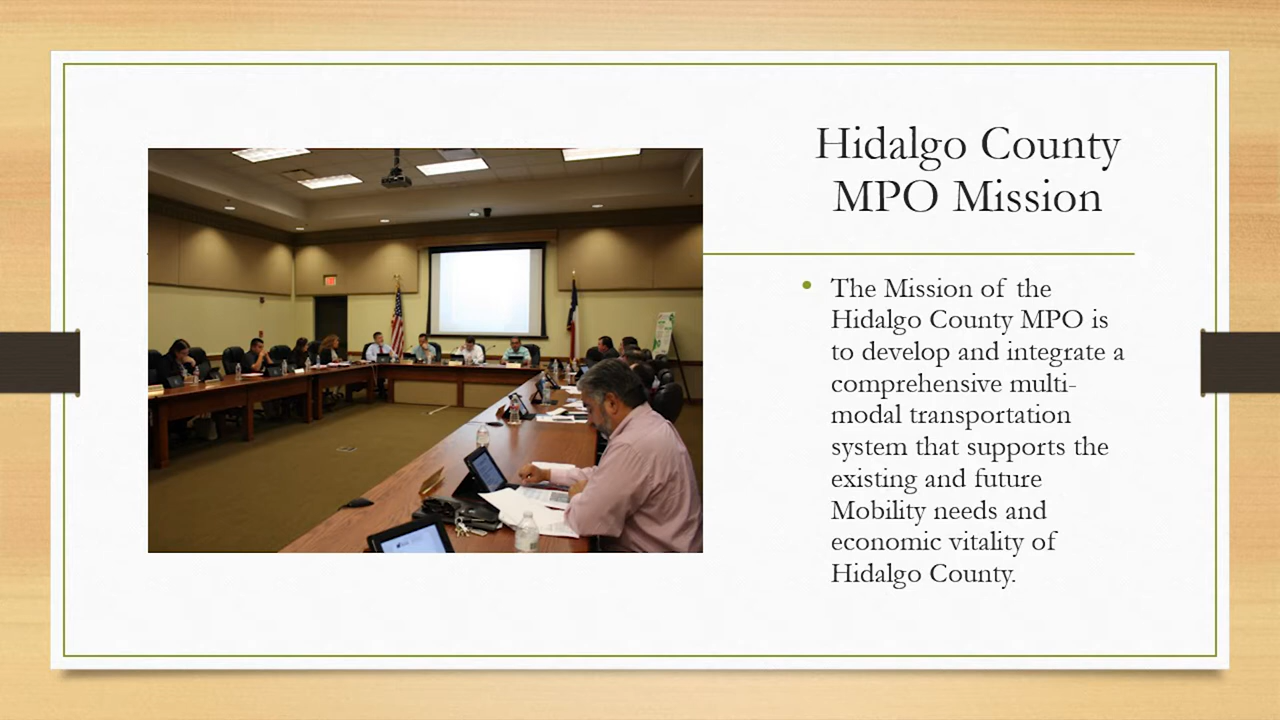 Hidalgo County
MPO Mission
• The Mission of the
Hidalgo County MPO is
to develop and integrate a
comprehensive multi-
modal transportation
system that supports the
existing and future
Mobility needs and
economic vitality of
Hidalgo County.